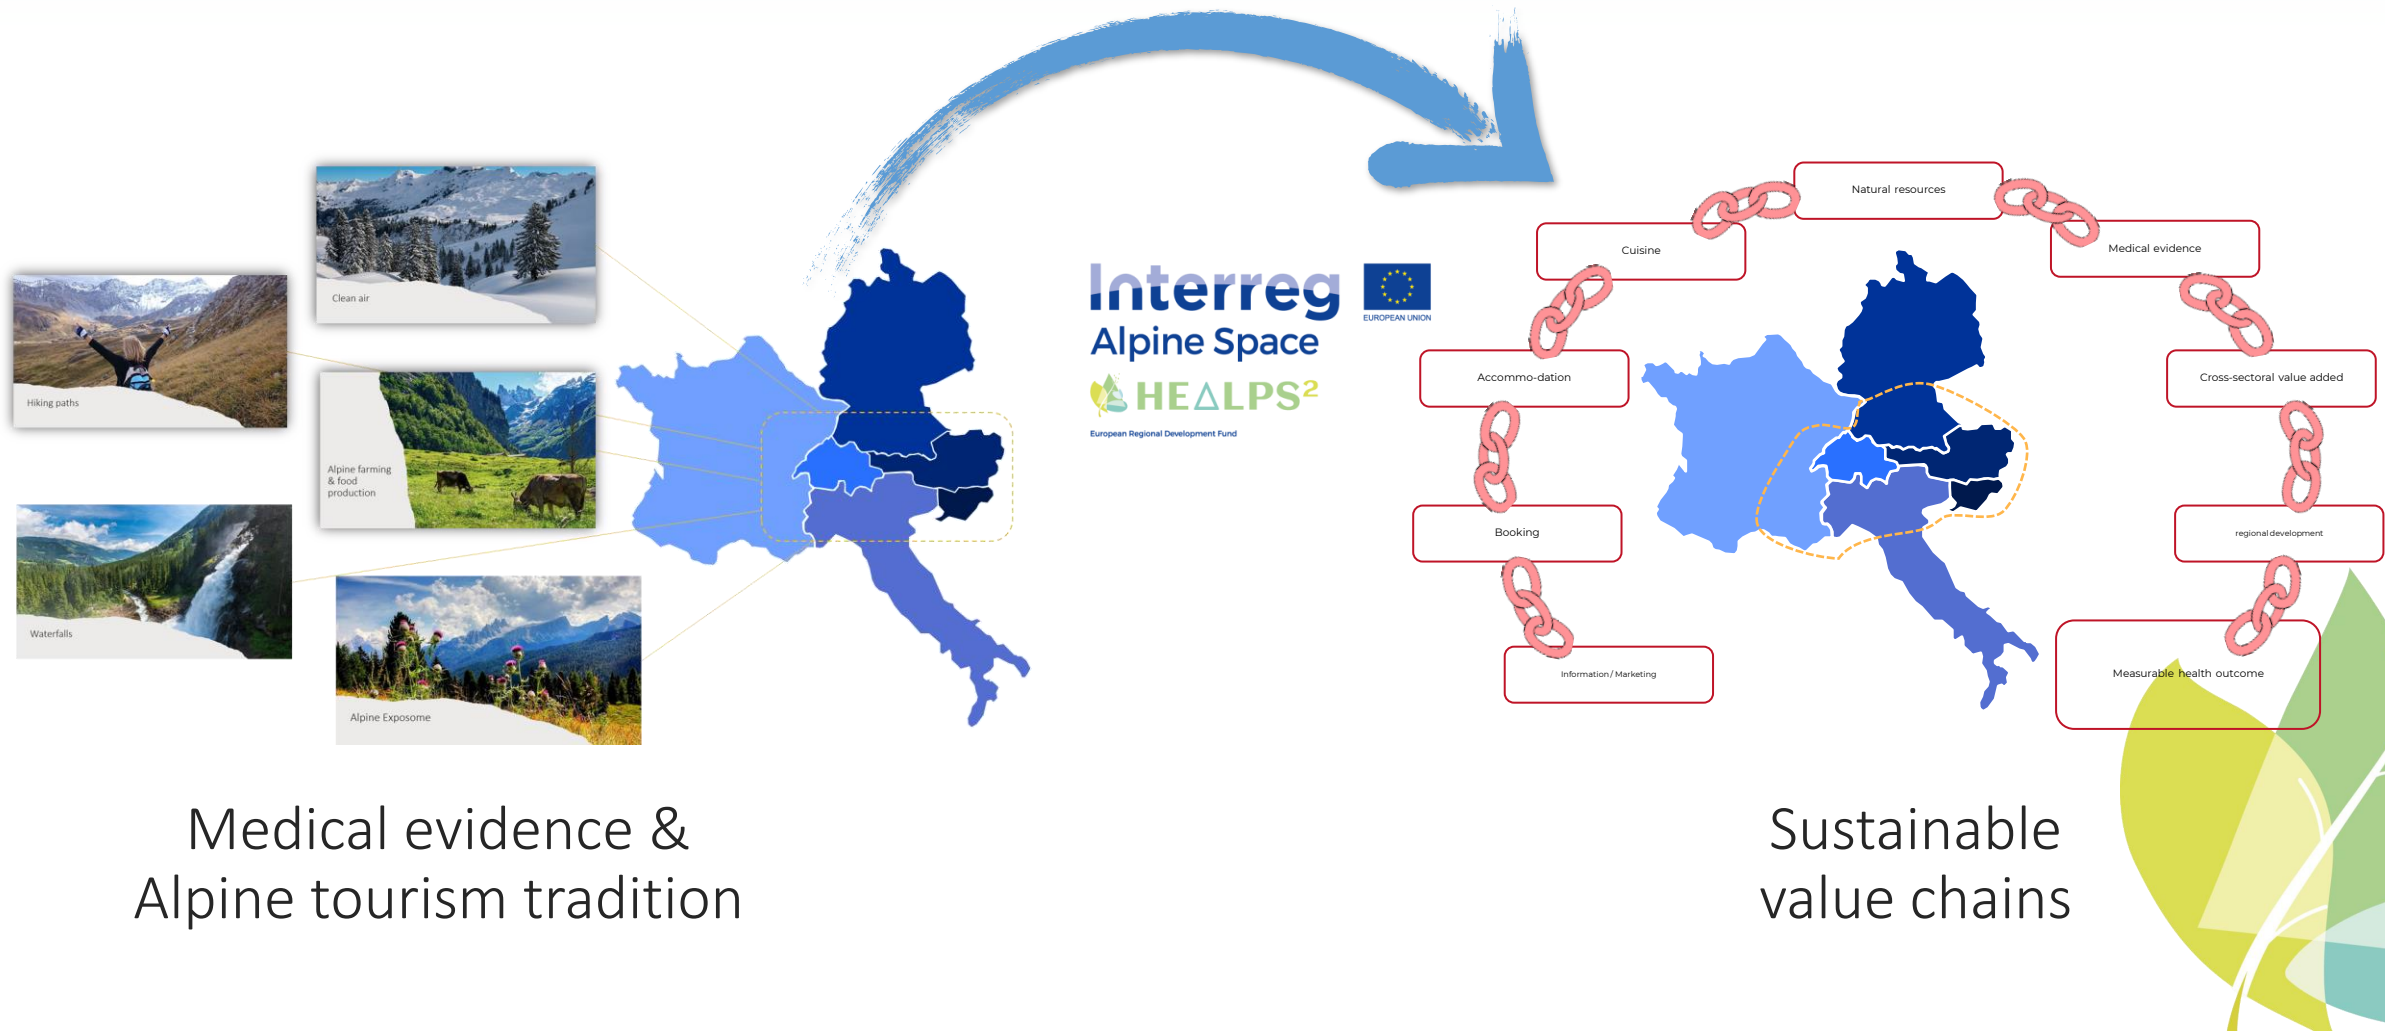 Clean air
Hiking paths
Alpine farming
& food
production
Waterfalls
Alpine Exposome
Medical evidence &
Alpine tourism tradition
Interreg
EUROPEAN UNION
Alpine Space
HEALPS²
European Regional Development Fund
Natural resources
Cuisine
Medical evidence
Accommo-dation
Cross-sectoral value added
Booking
regional development
Information / Marketing
Measurable health outcome
Sustainable
value chains